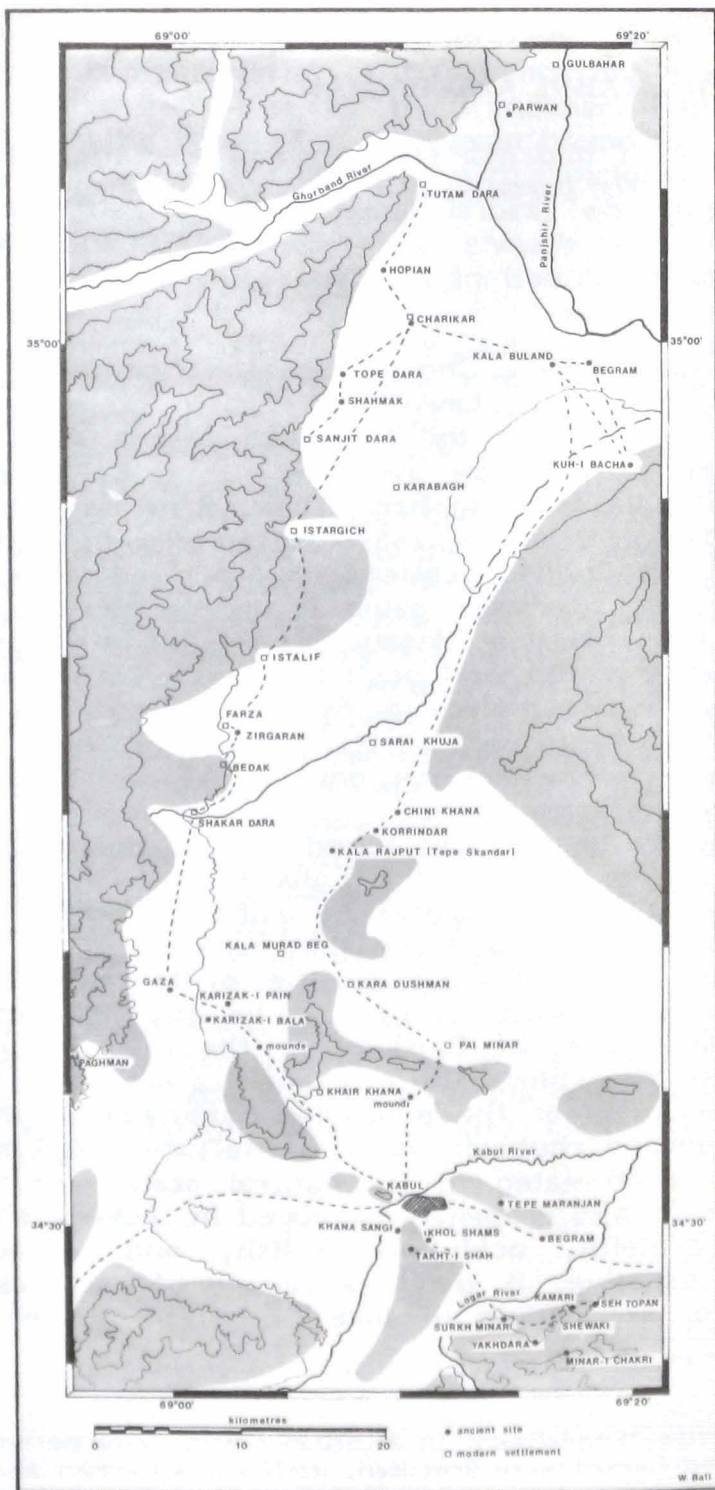 69°00'
69°20'
GULBAHAR
PARWAN
Ghorband River
TUTAM DARA
Panjshir River
HOPIAN
CHARIKAR
35°00'
35°00'
KALA BULAND
BEGRAM
TOPE DARA
SHAHMAK
SANJIT DARA
KUH-I BACHA
KARABAGH
ISTARGICH
ISTALIF
FARZA
ZIRGARAN
SARAI KHUJA
BEDAK
CHINI KHANA
SHAKAR DARA
KORRINDAR
KALA RAJPUT (Tepe Skandar)
KALA MURAD BEG
GAZA
KARA DUSHMAN
KARIZAK-I PAIN
KARIZAK-I BALA
mounds
PAI MINAR
PAGHMAN
KHAIR KHANA
mound
Kabul River
KABUL
TEPE MARANJAN
34°30'
34°30'
KHANA SANGI
KHOL SHAMS
BEGRAM
TAKHT-I SHAH
Logar River
KAMARI
SEH TOPAN
SURKH MINAR
SHEWAKI
YAKHDARA
MINAR-I CHAKRI
69°00'
69°20'
kilometres
0 10 20
ancient site
modern settlement
W Ball